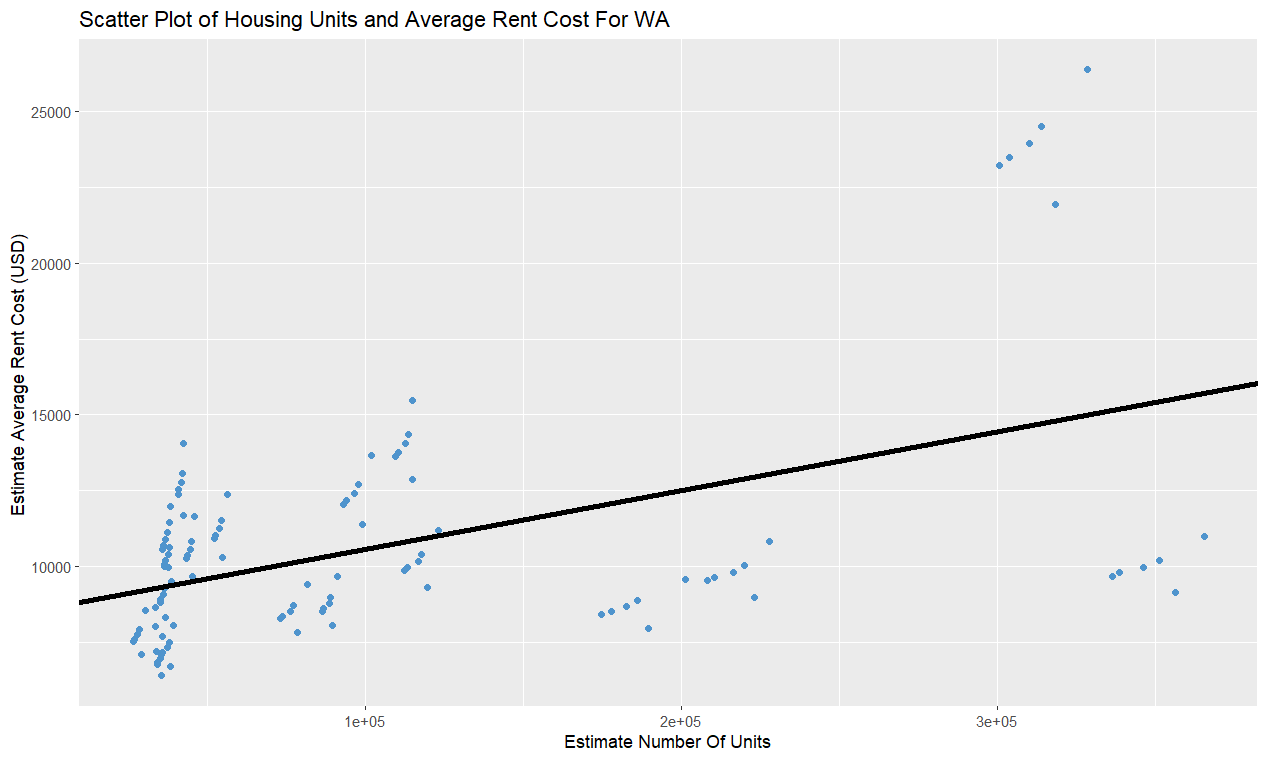 Scatter Plot of Housing Units and Average Rent Cost For WA
Estimate Average Rent Cost (USD)
25000
20000
15000
10000
1e+05
2e+05
3e+05
Estimate Number Of Units